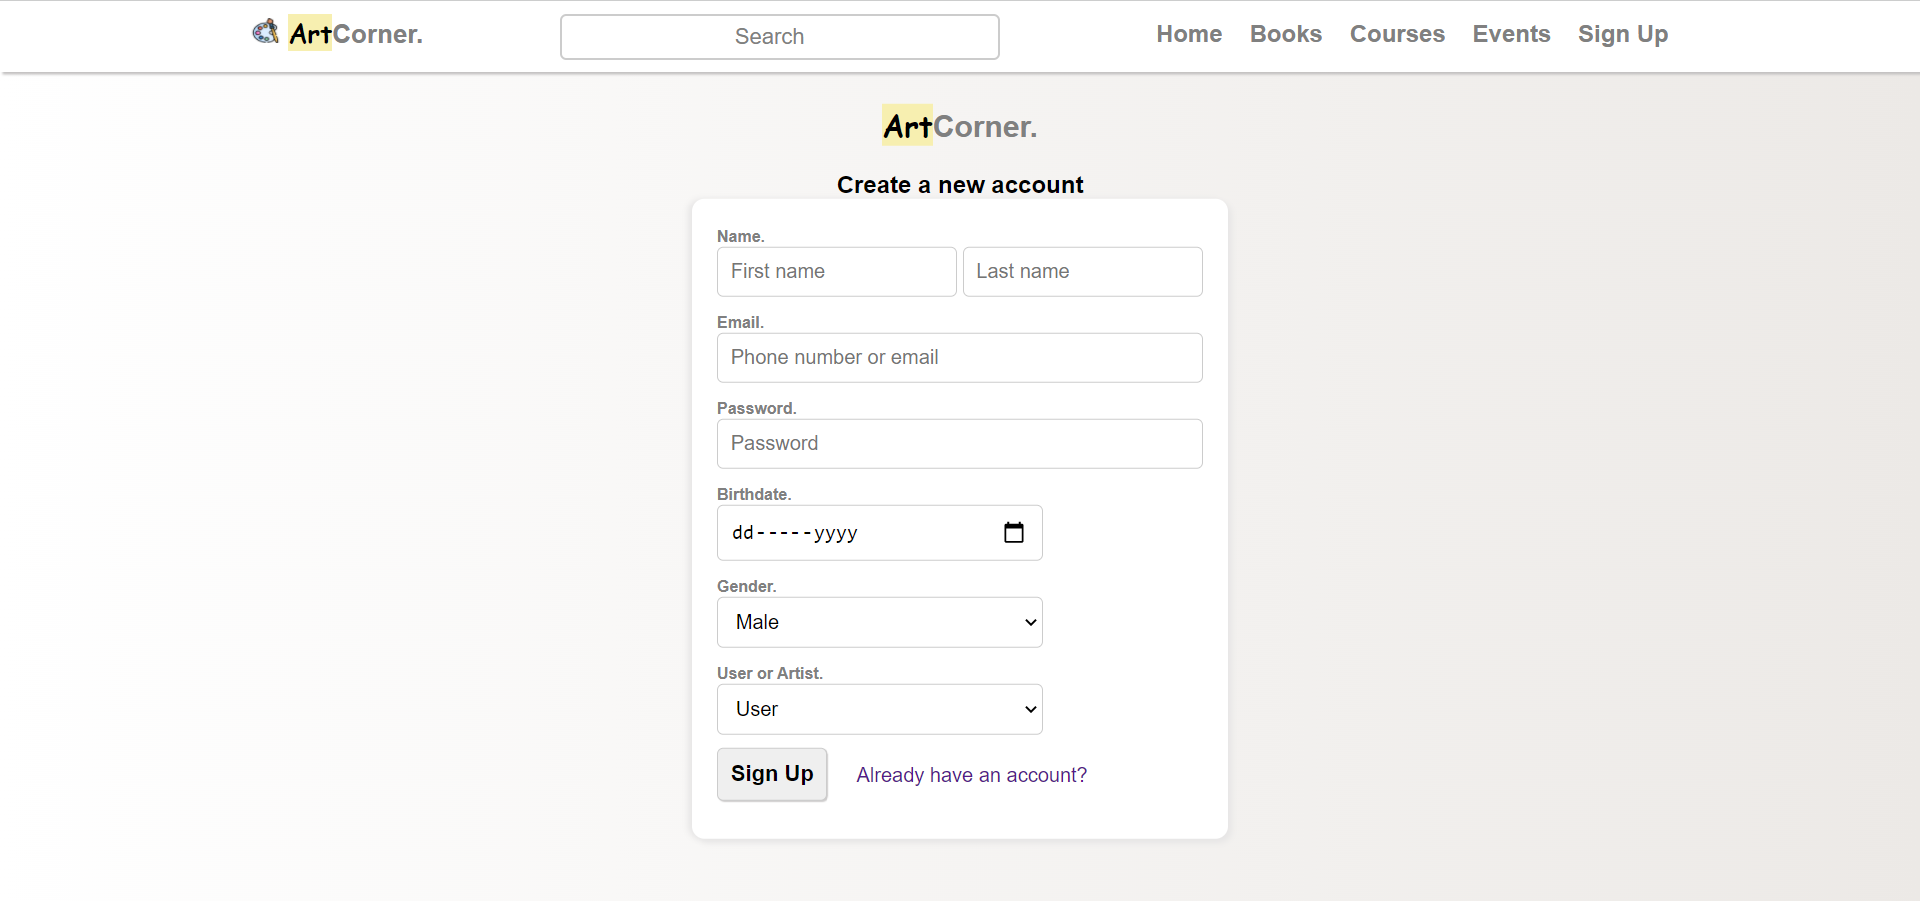 ArtCorner.
Search
Home Books Courses Events Sign Up
ArtCorner.
Create a new account
Name.
First name Last name
Email.
Phone number or email
Password.
Password
Birthdate.
dd-----yyyy
Gender.
Male
User or Artist.
User
Sign Up Already have an account?